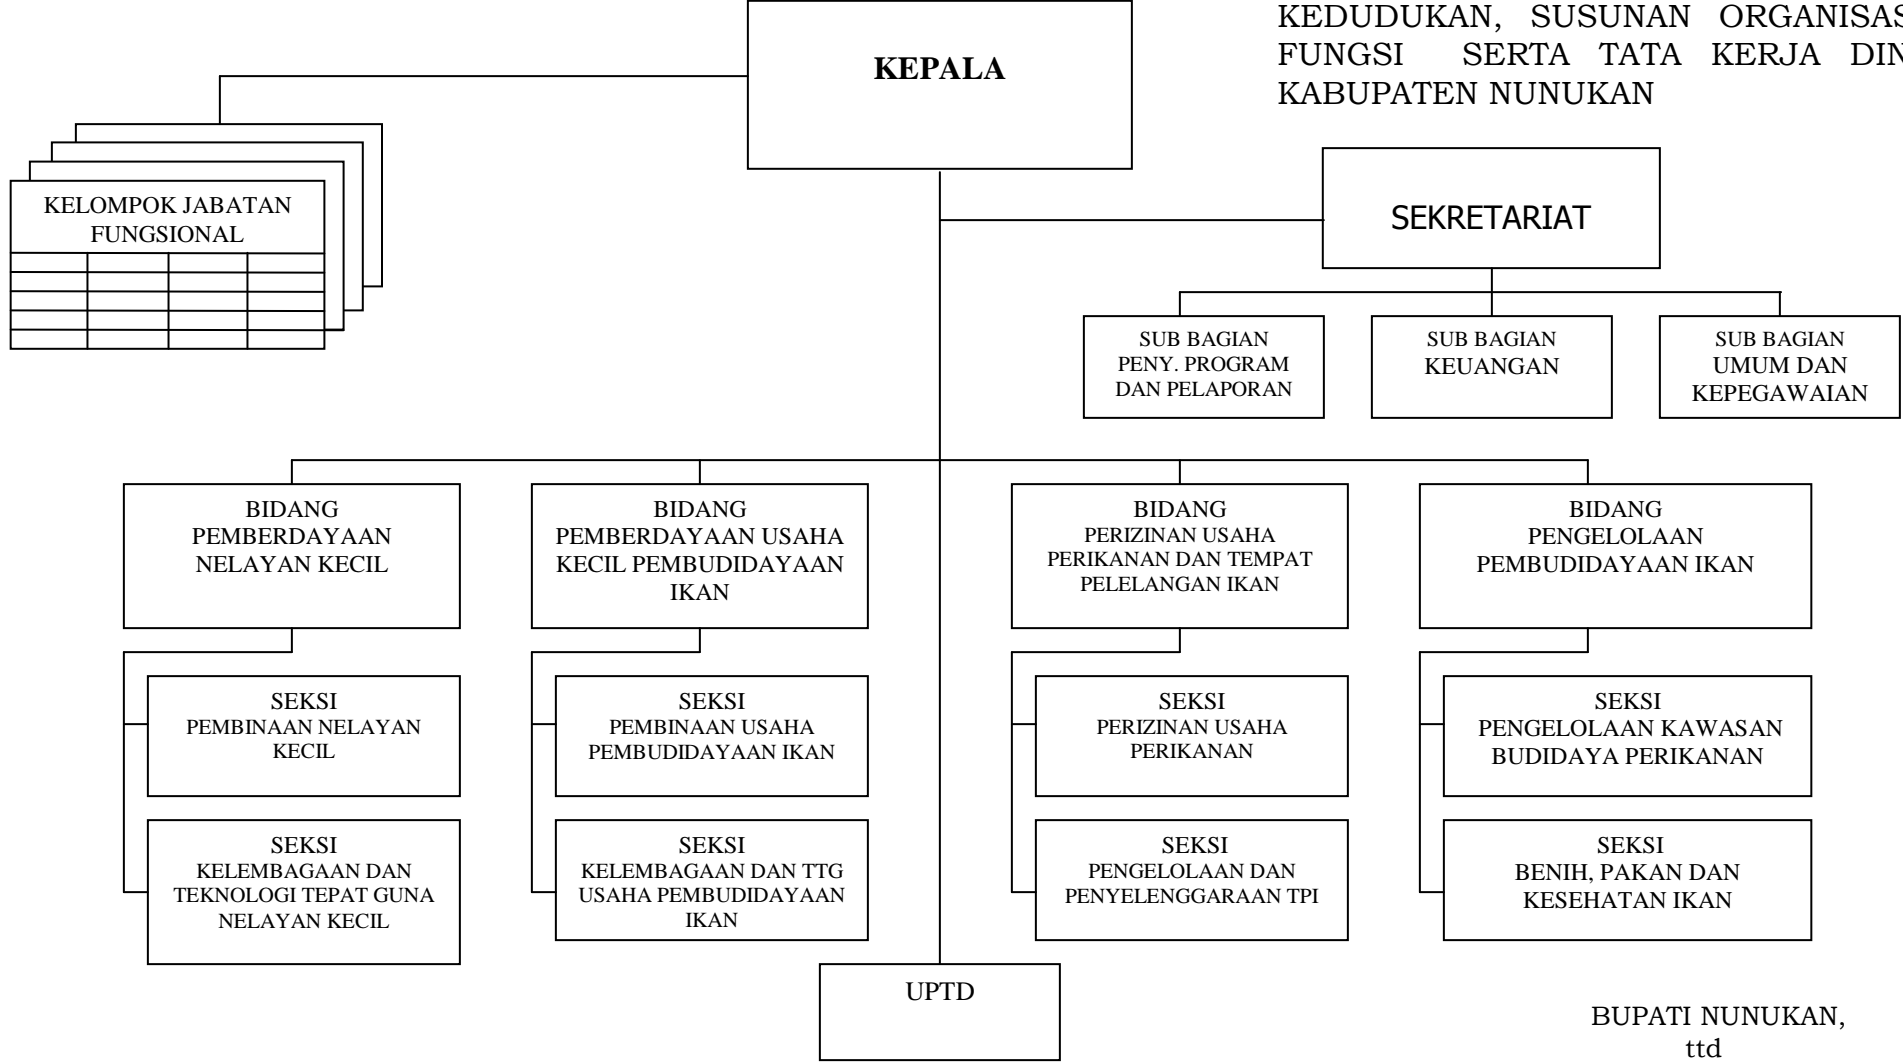 KEDUDUKAN, SUSUNAN ORGANISAS
FUNGSI SERTA TATA KERJA DIN
KABUPATEN NUNUKAN
KEPALA
KELOMPOK JABATAN
FUNGSIONAL
SEKRETARIAT
SUB BAGIAN
PENY. PROGRAM
DAN PELAPORAN
SUB BAGIAN
KEUANGAN
SUB BAGIAN
UMUM DAN
KEPEGAWAIAN
BIDANG
PEMBERDAYAAN
NELAYAN KECIL
BIDANG
PEMBERDAYAAN USAHA
KECIL PEMBUDIDAYAAN
IKAN
BIDANG
PERIZINAN USAHA
PERIKANAN DAN TEMPAT
PELELANGAN IKAN
BIDANG
PENGELOLAAN
PEMBUDIDAYAAN IKAN
SEKSI
PEMBINAAN NELAYAN
KECIL
SEKSI
PEMBINAAN USAHA
PEMBUDIDAYAAN IKAN
SEKSI
PERIZINAN USAHA
PERIKANAN
SEKSI
PENGELOLAAN KAWASAN
BUDIDAYA PERIKANAN
SEKSI
KELEMBAGAAN DAN
TEKNOLOGI TEPAT GUNA
NELAYAN KECIL
SEKSI
KELEMBAGAAN DAN TTG
USAHA PEMBUDIDAYAAN
IKAN
SEKSI
PENGELOLAAN DAN
PENYELENGGARAAN TPI
SEKSI
BENIH, PAKAN DAN
KESEHATAN IKAN
UPTD
BUPATI NUNUKAN,
ttd